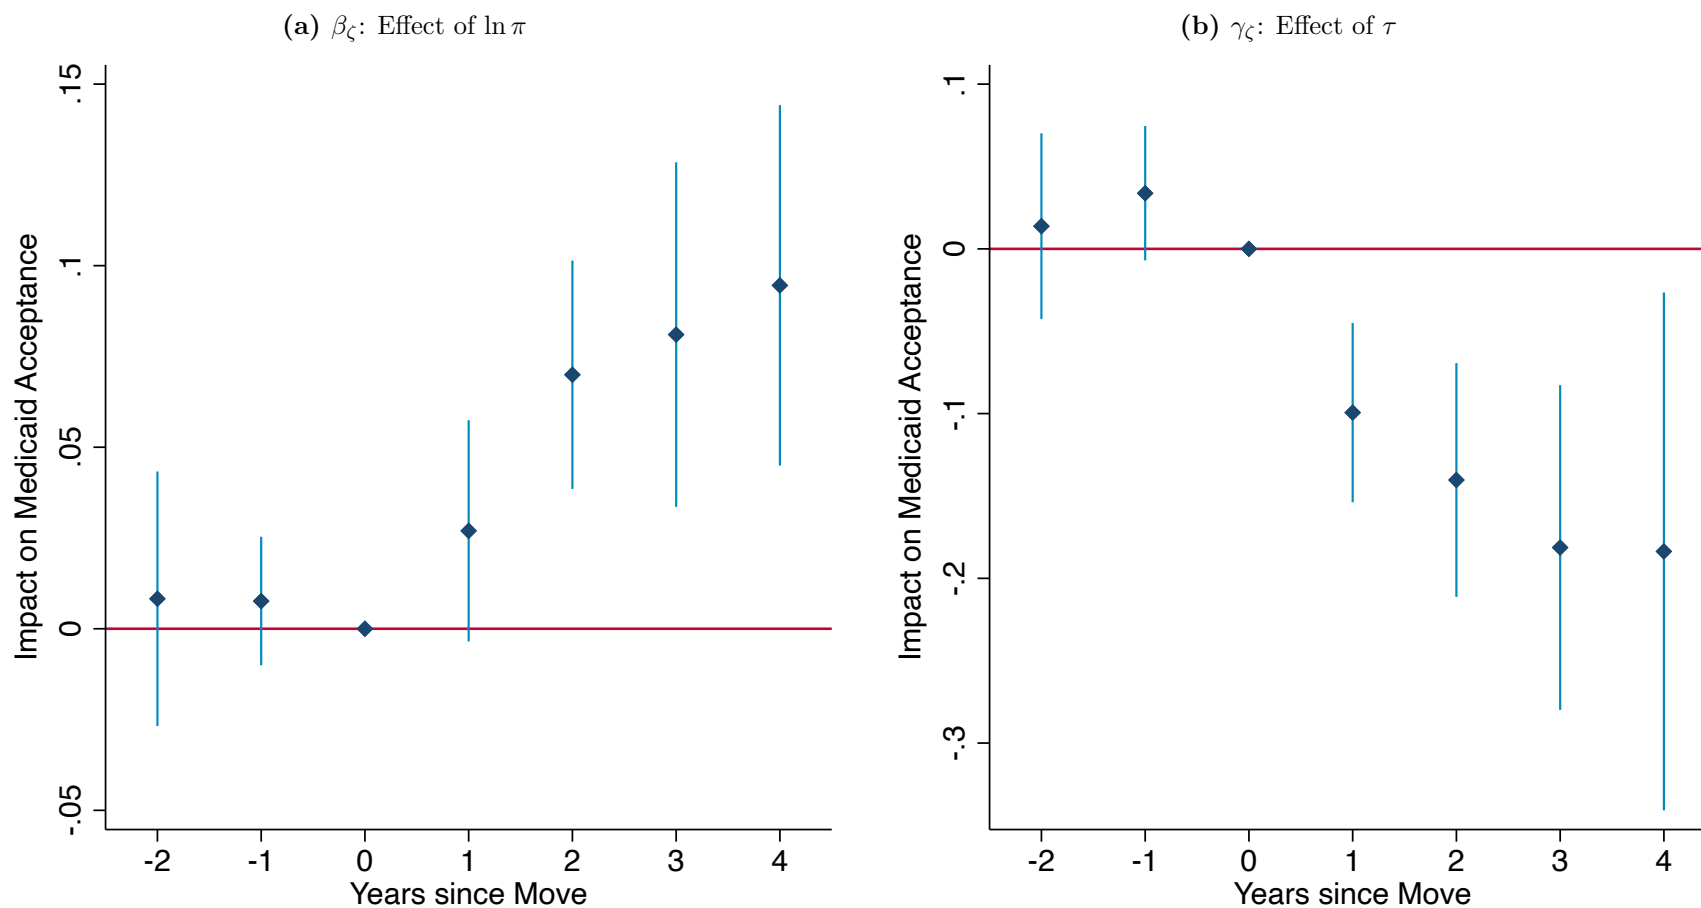 (a) βζ: Effect of ln π
Impact on Medicaid Acceptance
.15
.1
.05
0
-.05
-2 -1 0 1 2 3 4
Years since Move
(b) γζ: Effect of τ
Impact on Medicaid Acceptance
.1
0
-.1
-.2
-.3
-2 -1 0 1 2 3 4
Years since Move